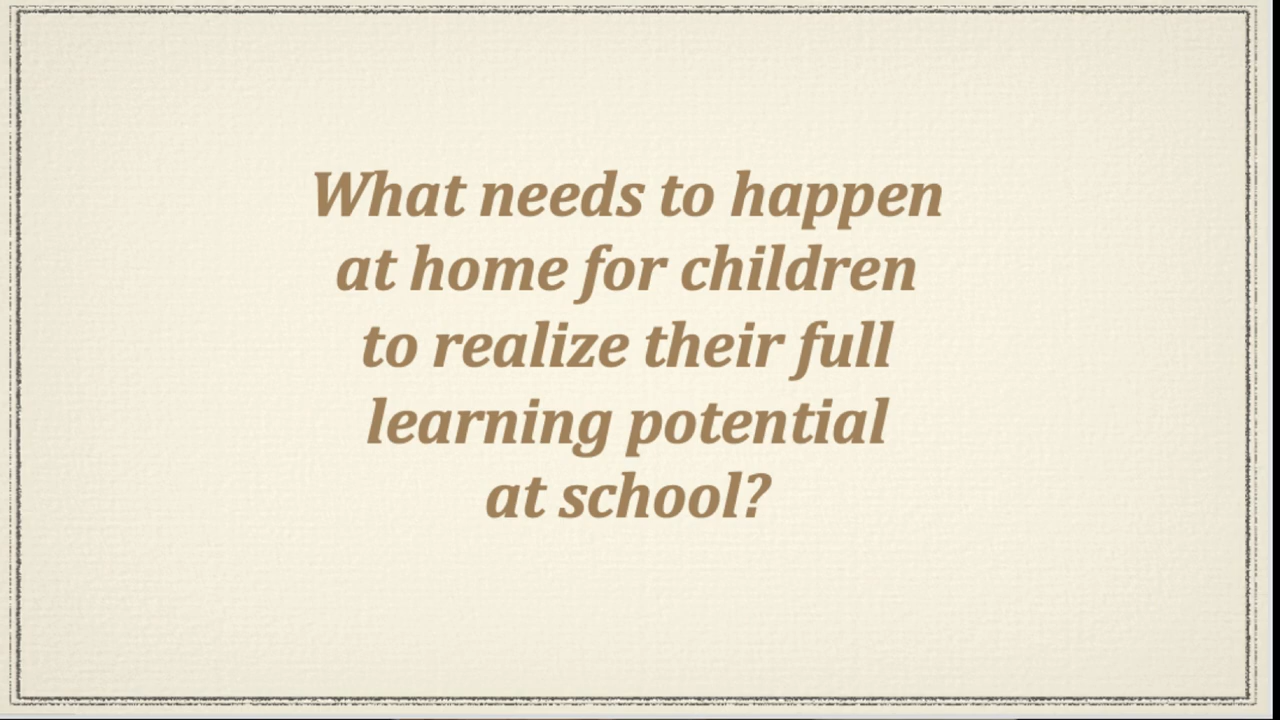 What needs to happen
at home for children
to realize their full
learning potential
at school?